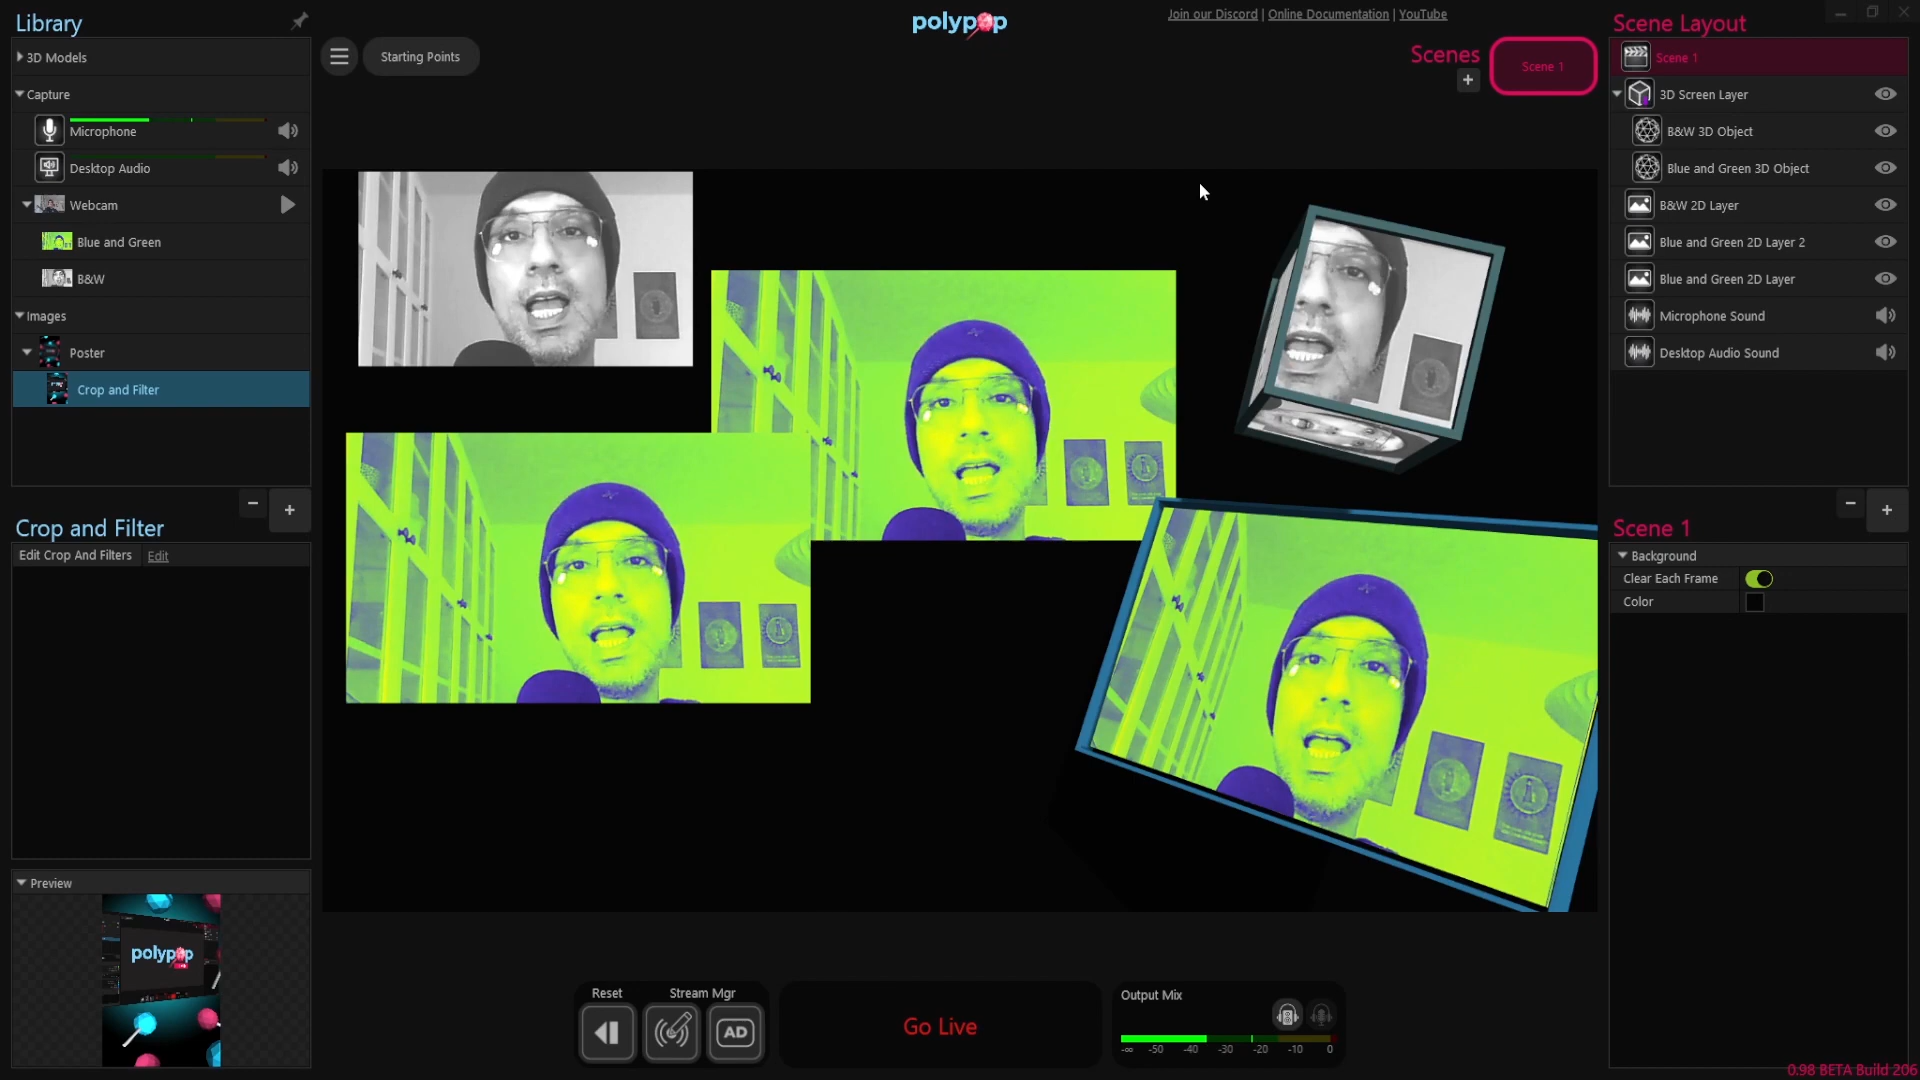 Library
3D Models
Capture
Microphone
Desktop Audio
Webcam
Blue and Green
B&W
Images
Poster
Crop and Filter
Crop and Filter
Edit Crop And Filters Edit
Preview
polypop
Starting Points
polypop
Join our Discord | Online Documentation | YouTube
Scenes
+
Scene 1
Reset
Stream Mgr
AD
Go Live
Output Mix
-∞ -50 -40 -30 -20 -10 0
Scene Layout
Scene 1
3D Screen Layer
B&W 3D Object
Blue and Green 3D Object
B&W 2D Layer
Blue and Green 2D Layer 2
Blue and Green 2D Layer
Microphone Sound
Desktop Audio Sound
Scene 1
Background
Clear Each Frame
Color
0.98 BETA Build 206